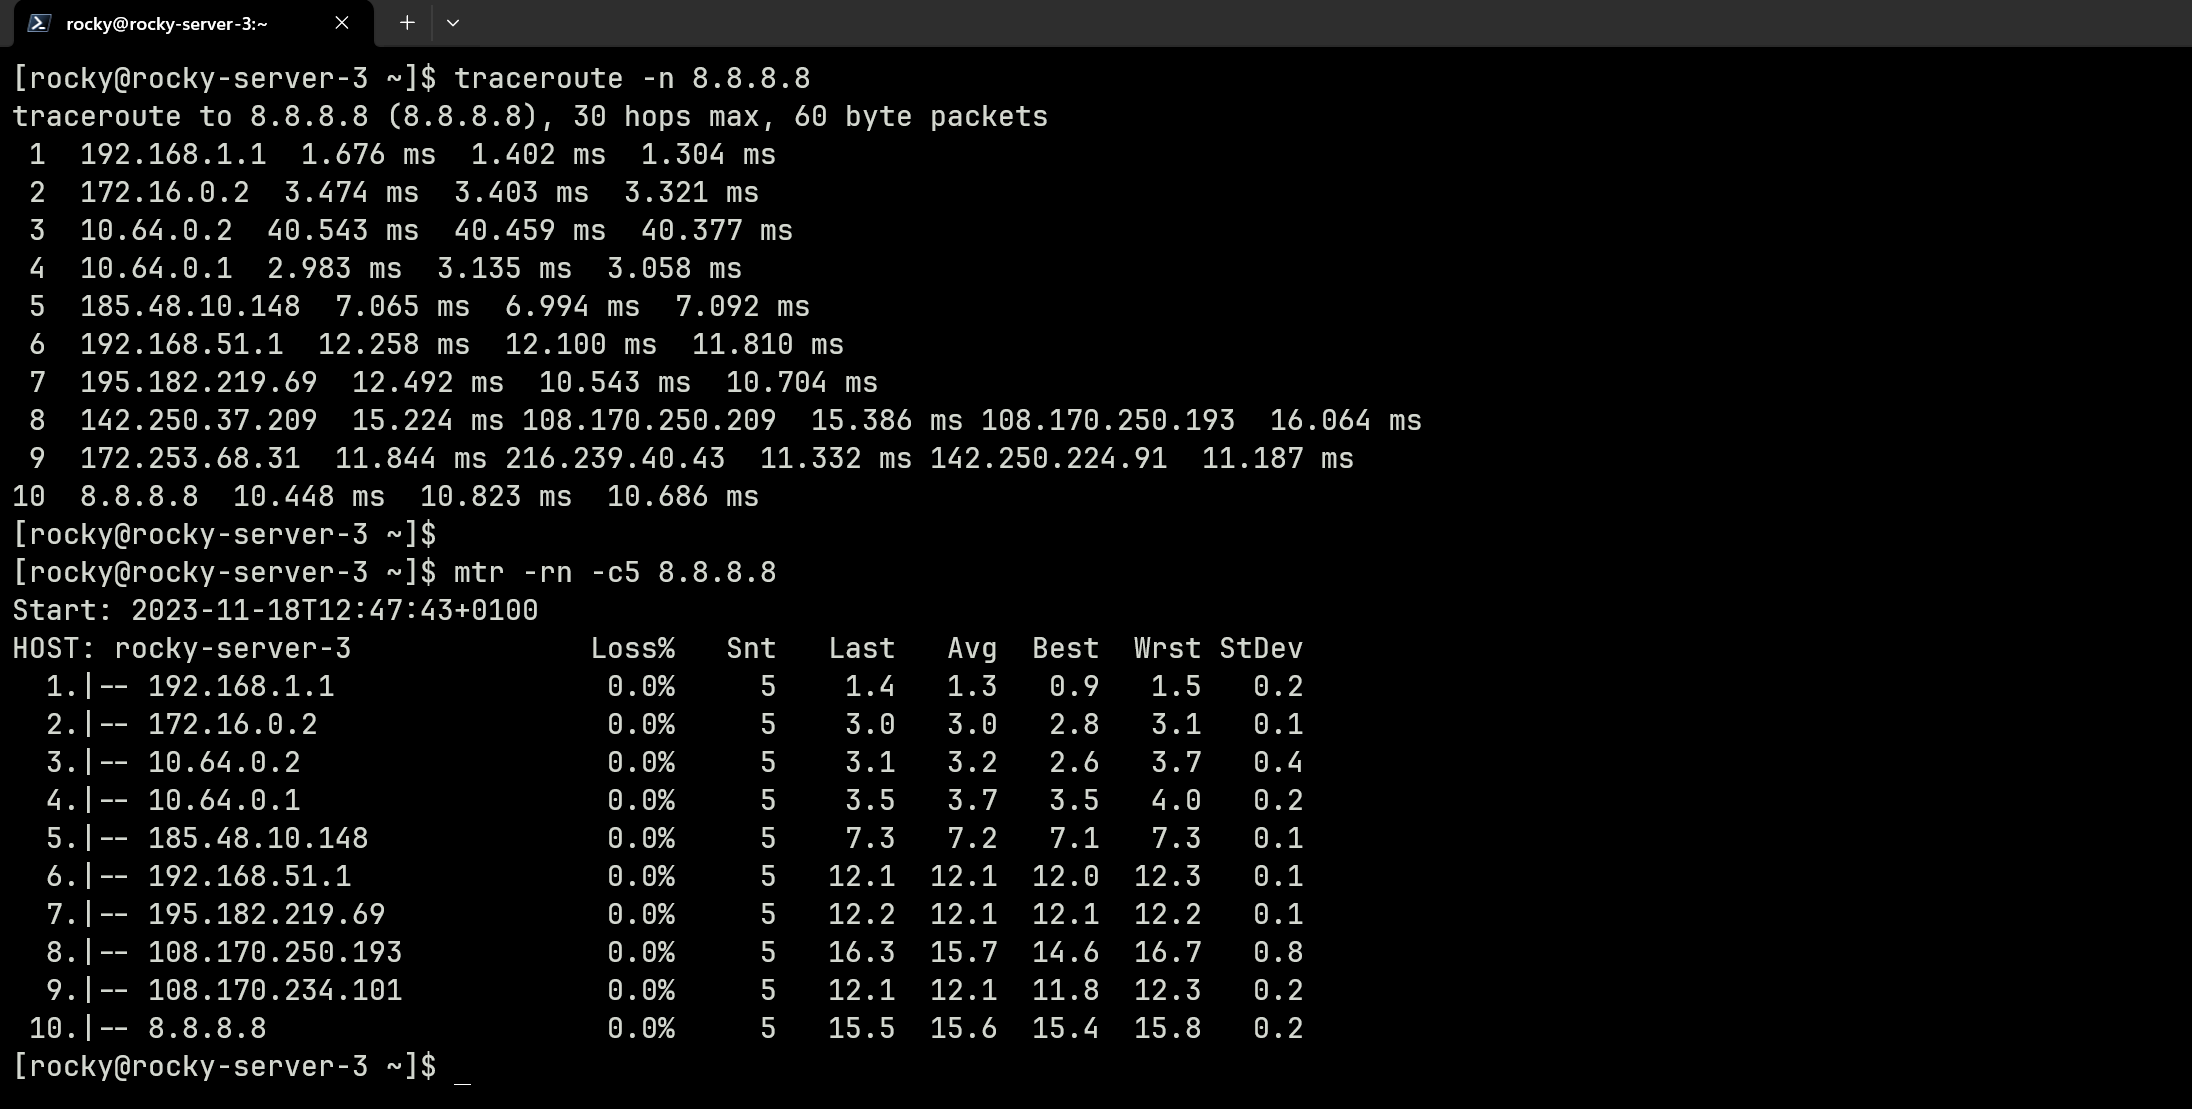 rocky@rocky-server-3:~
[rocky@rocky-server-3 ~]$ traceroute -n 8.8.8.8
traceroute to 8.8.8.8 (8.8.8.8), 30 hops max, 60 byte packets
 1  192.168.1.1  1.676 ms  1.402 ms  1.304 ms
 2  172.16.0.2  3.474 ms  3.403 ms  3.321 ms
 3  10.64.0.2  40.543 ms  40.459 ms  40.377 ms
 4  10.64.0.1  2.983 ms  3.135 ms  3.058 ms
 5  185.48.10.148  7.065 ms  6.994 ms  7.092 ms
 6  192.168.51.1  12.258 ms  12.100 ms  11.810 ms
 7  195.182.219.69  12.492 ms  10.543 ms  10.704 ms
 8  142.250.37.209  15.224 ms 108.170.250.209  15.386 ms 108.170.250.193  16.064 ms
 9  172.253.68.31  11.844 ms 216.239.40.43  11.332 ms 142.250.224.91  11.187 ms
10  8.8.8.8  10.448 ms  10.823 ms  10.686 ms
[rocky@rocky-server-3 ~]$
[rocky@rocky-server-3 ~]$ mtr -rn -c5 8.8.8.8
Start: 2023-11-18T12:47:43+0100
HOST: rocky-server-3              Loss%   Snt   Last   Avg  Best  Wrst StDev
  1.|-- 192.168.1.1                0.0%     5    1.4   1.3   0.9   1.5   0.2
  2.|-- 172.16.0.2                 0.0%     5    3.0   3.0   2.8   3.1   0.1
  3.|-- 10.64.0.2                  0.0%     5    3.1   3.2   2.6   3.7   0.4
  4.|-- 10.64.0.1                  0.0%     5    3.5   3.7   3.5   4.0   0.2
  5.|-- 185.48.10.148              0.0%     5    7.3   7.2   7.1   7.3   0.1
  6.|-- 192.168.51.1               0.0%     5   12.1  12.1  12.0  12.3   0.1
  7.|-- 195.182.219.69             0.0%     5   12.2  12.1  12.1  12.2   0.1
  8.|-- 108.170.250.193            0.0%     5   16.3  15.7  14.6  16.7   0.8
  9.|-- 108.170.234.101            0.0%     5   12.1  12.1  11.8  12.3   0.2
 10.|-- 8.8.8.8                    0.0%     5   15.5  15.6  15.4  15.8   0.2
[rocky@rocky-server-3 ~]$ _